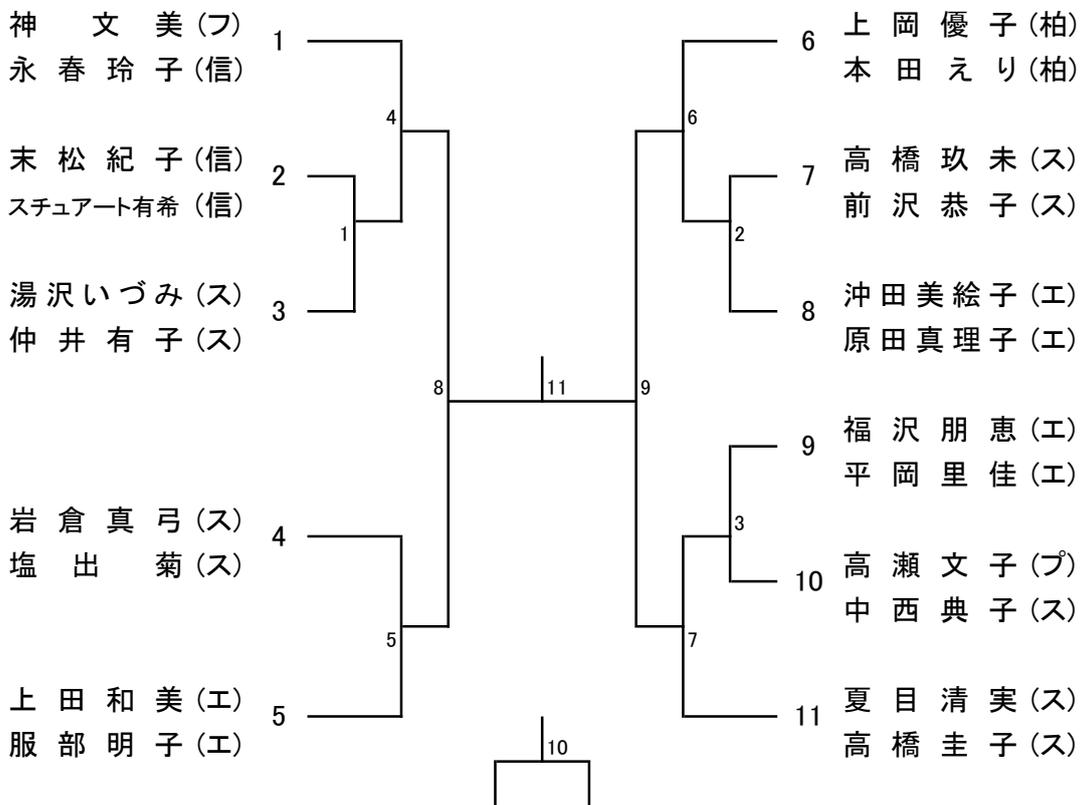 神文美(フ)
1
永春玲子(信)
4
末松紀子(信)
2
スチュアート有希(信)
1
湯沢いづみ(ス)
3
仲井有子(ス)
8
岩倉真弓(ス)
4
塩出菊(ス)
5
上田和美(エ)
5
服部明子(エ)
11
10
6
上岡優子(柏)
本田えり(柏)
6
7
高橋玖未(ス)
前沢恭子(ス)
2
8
沖田美絵子(エ)
原田真理子(エ)
9
9
福沢朋恵(エ)
平岡里佳(エ)
3
10
高瀬文子(プ)
中西典子(ス)
7
11
夏目清実(ス)
高橋圭子(ス)